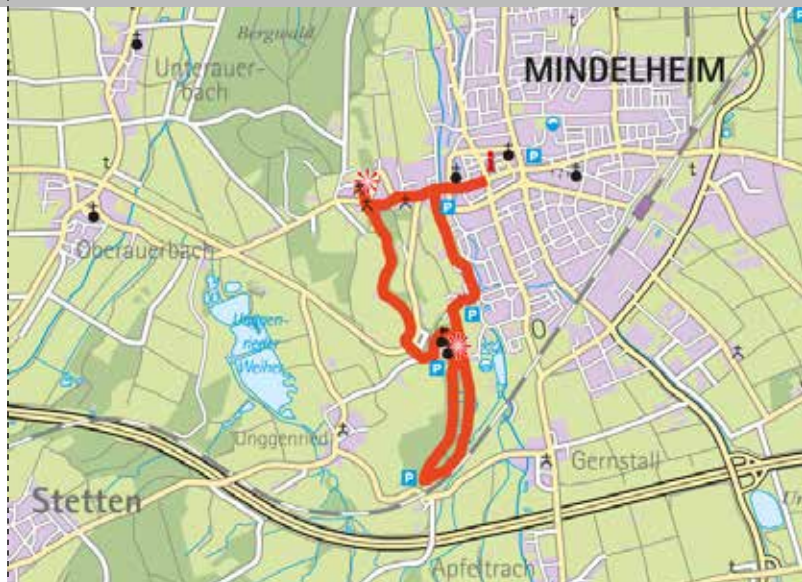 Bergwald
Unterauer-
bach
MINDELHEIM
P
P
t
t
t
Oberauerbach
P
P
Unggen-
rieder
Weiher
P
Unggenried
Gernstall
P
Stetten
Apfeltrach
t